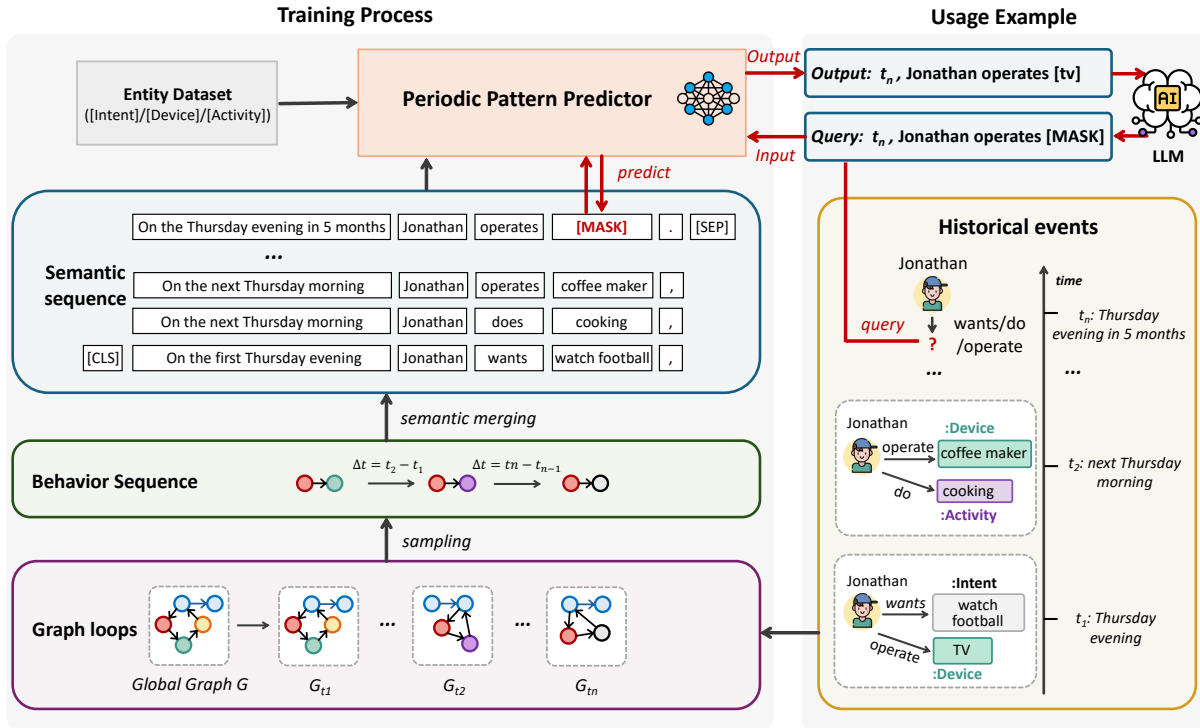 Training Process
Usage Example
Entity Dataset
([Intent]/[Device]/[Activity])
Periodic Pattern Predictor
Output
Input
Output: tn , Jonathan operates [tv]
Query: tn , Jonathan operates [MASK]
AI
LLM
predict
Semantic
sequence
On the Thursday evening in 5 months Jonathan operates [MASK] . [SEP]
...
On the next Thursday morning Jonathan operates coffee maker ,
On the next Thursday morning Jonathan does cooking ,
[CLS] On the first Thursday evening Jonathan wants watch football ,
semantic merging
Behavior Sequence
Δt = t2 − t1
Δt = tn − tn−1
sampling
Graph loops
...
...
Global Graph G
Gt1
Gt2
Gtn
Historical events
Jonathan
time
query
?
wants/do
/operate
tn: Thursday
evening in 5 months
...
...
Jonathan
:Device
operate
coffee maker
do
cooking
:Activity
t2: next Thursday
morning
Jonathan
:Intent
wants
watch
football
operate
TV
:Device
t1: Thursday
evening